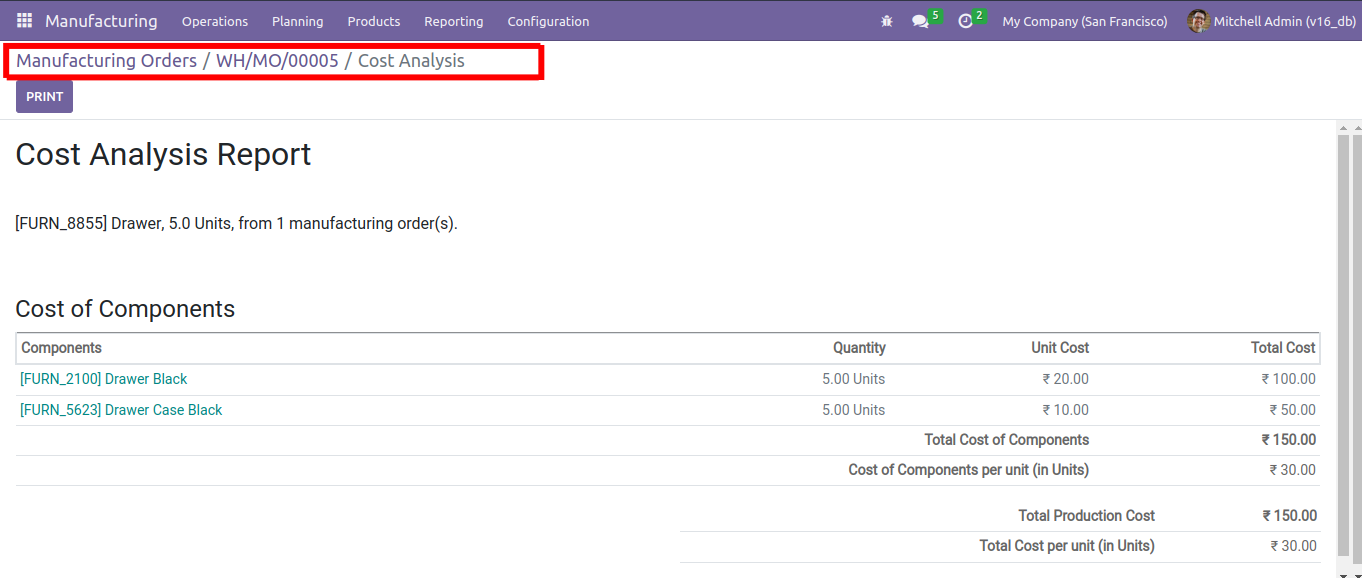 Manufacturing Operations Planning Products Reporting Configuration 5 2 My Company (San Francisco) Mitchell Admin (v16_db)
Manufacturing Orders / WH/MO/00005 / Cost Analysis
PRINT
Cost Analysis Report
[FURN_8855] Drawer, 5.0 Units, from 1 manufacturing order(s).
Cost of Components
Components Quantity Unit Cost Total Cost
[FURN_2100] Drawer Black 5.00 Units ₹ 20.00 ₹ 100.00
[FURN_5623] Drawer Case Black 5.00 Units ₹ 10.00 ₹ 50.00
Total Cost of Components ₹ 150.00
Cost of Components per unit (in Units) ₹ 30.00
Total Production Cost ₹ 150.00
Total Cost per unit (in Units) ₹ 30.00